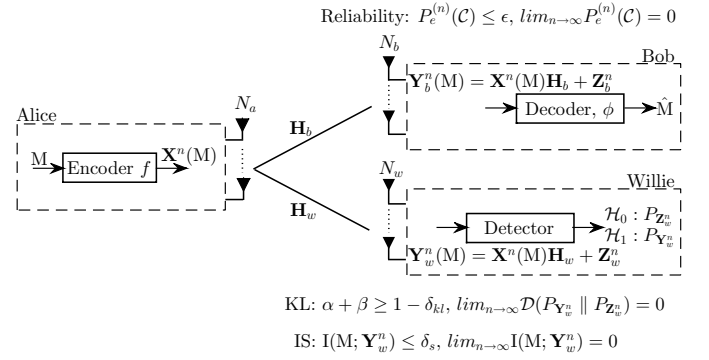 Reliability: $P_e^{(n)}(\mathcal{C}) \leq \epsilon$, $lim_{n\to\infty} P_e^{(n)}(\mathcal{C}) = 0$
$N_b$
Bob
$\mathbf{Y}_b^n(\mathrm{M}) = \mathbf{X}^n(\mathrm{M})\mathbf{H}_b + \mathbf{Z}_b^n$
Decoder, $\phi$
$\hat{\mathrm{M}}$
Alice
$N_a$
M
Encoder $f$
$\mathbf{X}^n(\mathrm{M})$
$\mathbf{H}_b$
$\mathbf{H}_w$
$N_w$
Willie
Detector
$\mathcal{H}_0 : P_{\mathbf{Z}_w^n}$
$\mathcal{H}_1 : P_{\mathbf{Y}_w^n}$
$\mathbf{Y}_w^n(\mathrm{M}) = \mathbf{X}^n(\mathrm{M})\mathbf{H}_w + \mathbf{Z}_w^n$
KL: $\alpha + \beta \geq 1 - \delta_{kl}$, $lim_{n\to\infty} \mathcal{D}(P_{\mathbf{Y}_w^n} \parallel P_{\mathbf{Z}_w^n}) = 0$
IS: $\mathrm{I}(\mathrm{M}; \mathbf{Y}_w^n) \leq \delta_s$, $lim_{n\to\infty} \mathrm{I}(\mathrm{M}; \mathbf{Y}_w^n) = 0$